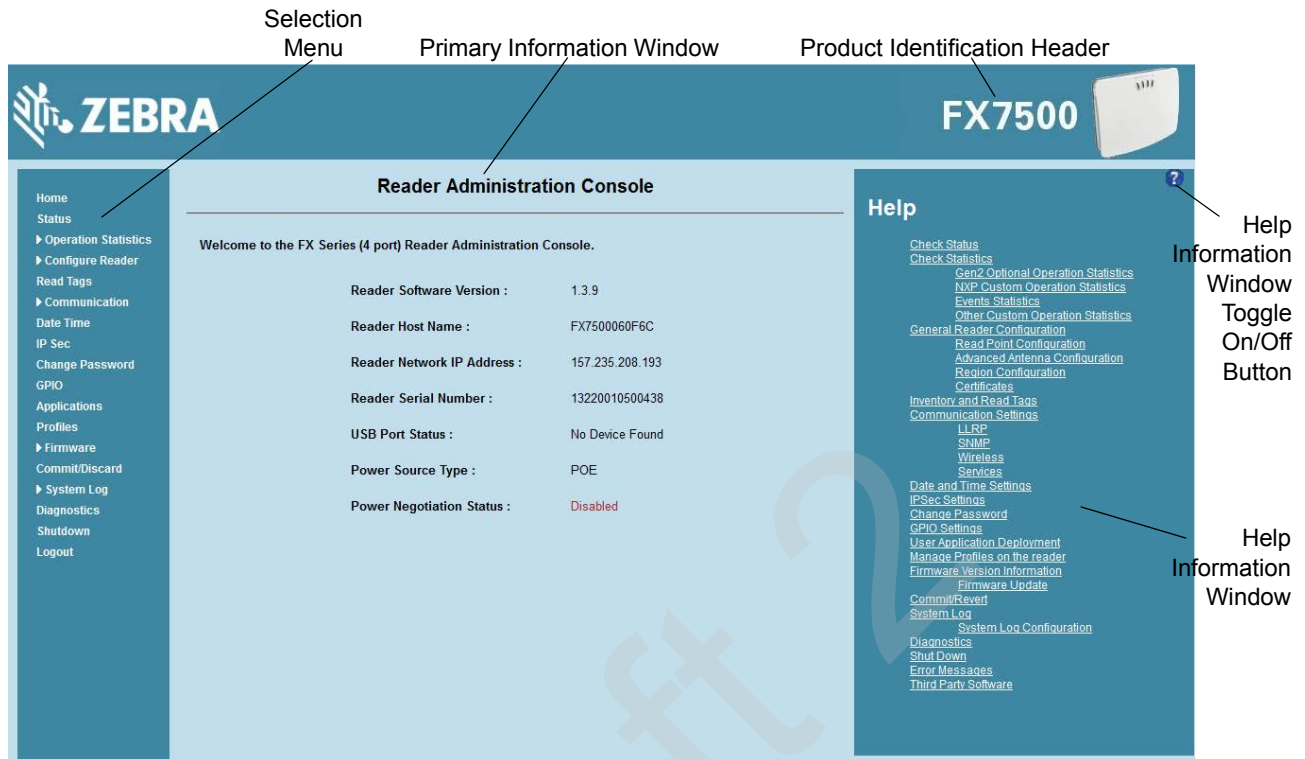 Selection
Menu
Primary Information Window
Product Identification Header
ZEBRA
FX7500
Home
Status
Operation Statistics
Configure Reader
Read Tags
Communication
Date Time
IP Sec
Change Password
GPIO
Applications
Profiles
Firmware
Commit/Discard
System Log
Diagnostics
Shutdown
Logout
Reader Administration Console
Welcome to the FX Series (4 port) Reader Administration Console.
Reader Software Version : 1.3.9
Reader Host Name : FX7500060F6C
Reader Network IP Address : 157.235.208.193
Reader Serial Number : 13220010500438
USB Port Status : No Device Found
Power Source Type : POE
Power Negotiation Status : Disabled
?
Help
Check Status
Check Statistics
Gen2 Optional Operation Statistics
NXP Custom Operation Statistics
Events Statistics
Other Custom Operation Statistics
General Reader Configuration
Read Point Configuration
Advanced Antenna Configuration
Region Configuration
Certificates
Inventory and Read Tags
Communication Settings
LLRP
SNMP
Wireless
Services
Date and Time Settings
IPSec Settings
Change Password
GPIO Settings
User Application Deployment
Manage Profiles on the reader
Firmware Version Information
Firmware Update
Commit/Revert
System Log
System Log Configuration
Diagnostics
Shut Down
Error Messages
Third Party Software
Help
Information
Window
Toggle
On/Off
Button
Help
Information
Window
ft 2